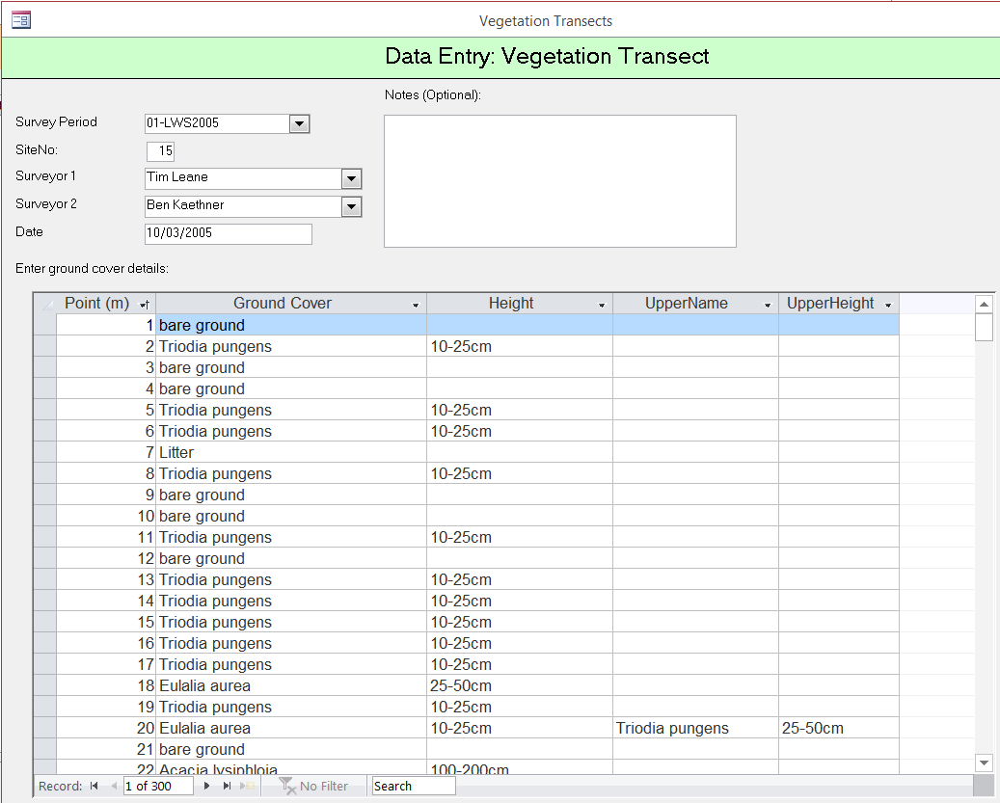 Vegetation Transects
Data Entry: Vegetation Transect
Notes (Optional):
Survey Period 01-LWS2005
SiteNo: 15
Surveyor 1 Tim Leane
Surveyor 2 Ben Kaethner
Date 10/03/2005
Enter ground cover details:
Point (m) Ground Cover Height UpperName UpperHeight
1 bare ground
2 Triodia pungens 10-25cm
3 bare ground
4 bare ground
5 Triodia pungens 10-25cm
6 Triodia pungens 10-25cm
7 Litter
8 Triodia pungens 10-25cm
9 bare ground
10 bare ground
11 Triodia pungens 10-25cm
12 bare ground
13 Triodia pungens 10-25cm
14 Triodia pungens 10-25cm
15 Triodia pungens 10-25cm
16 Triodia pungens 10-25cm
17 Triodia pungens 10-25cm
18 Eulalia aurea 25-50cm
19 Triodia pungens 10-25cm
20 Eulalia aurea 10-25cm Triodia pungens 25-50cm
21 bare ground
22 Acacia lysiphloia 100-200cm
Record: 1 of 300 No Filter Search